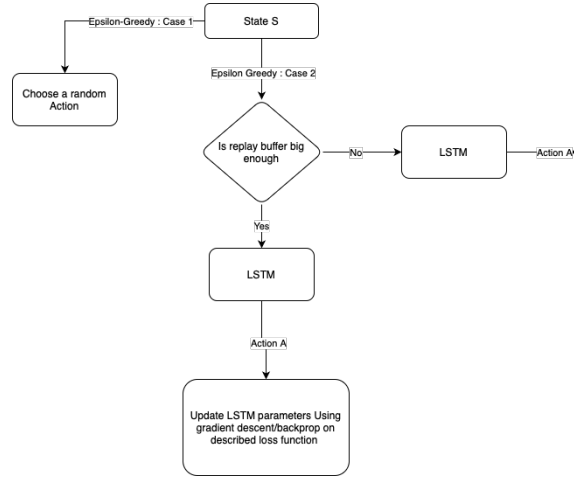 Epsilon-Greedy : Case 1
State S
Epsilon Greedy : Case 2
Choose a random
Action
Is replay buffer big
enough
No
LSTM
Action A
Yes
LSTM
Action A
Update LSTM parameters Using
gradient descent/backprop on
described loss function